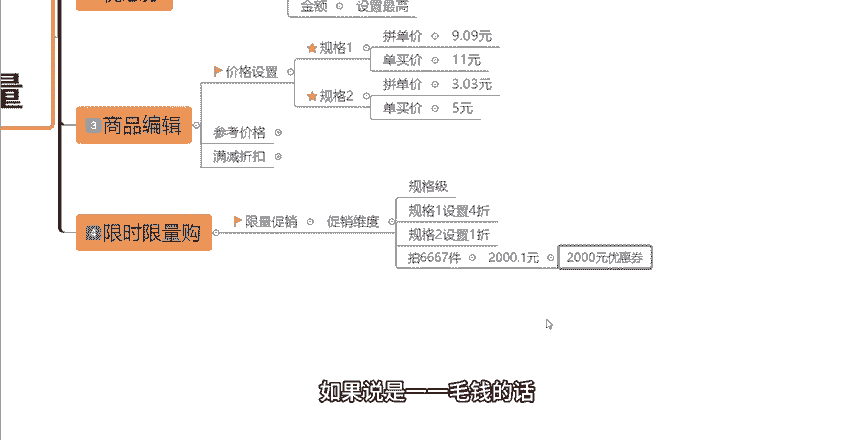 金额 设置最高
规格1 拼单价 9.09元
单买价 11元
价格设置
规格2 拼单价 3.03元
单买价 5元
量
3 商品编辑
参考价格
满减折扣
规格级
规格1设置4折
4 限时限量购 限量促销 促销维度
规格2设置1折
拍6667件 2000.1元 2000元优惠券
如果说是一一毛钱的话